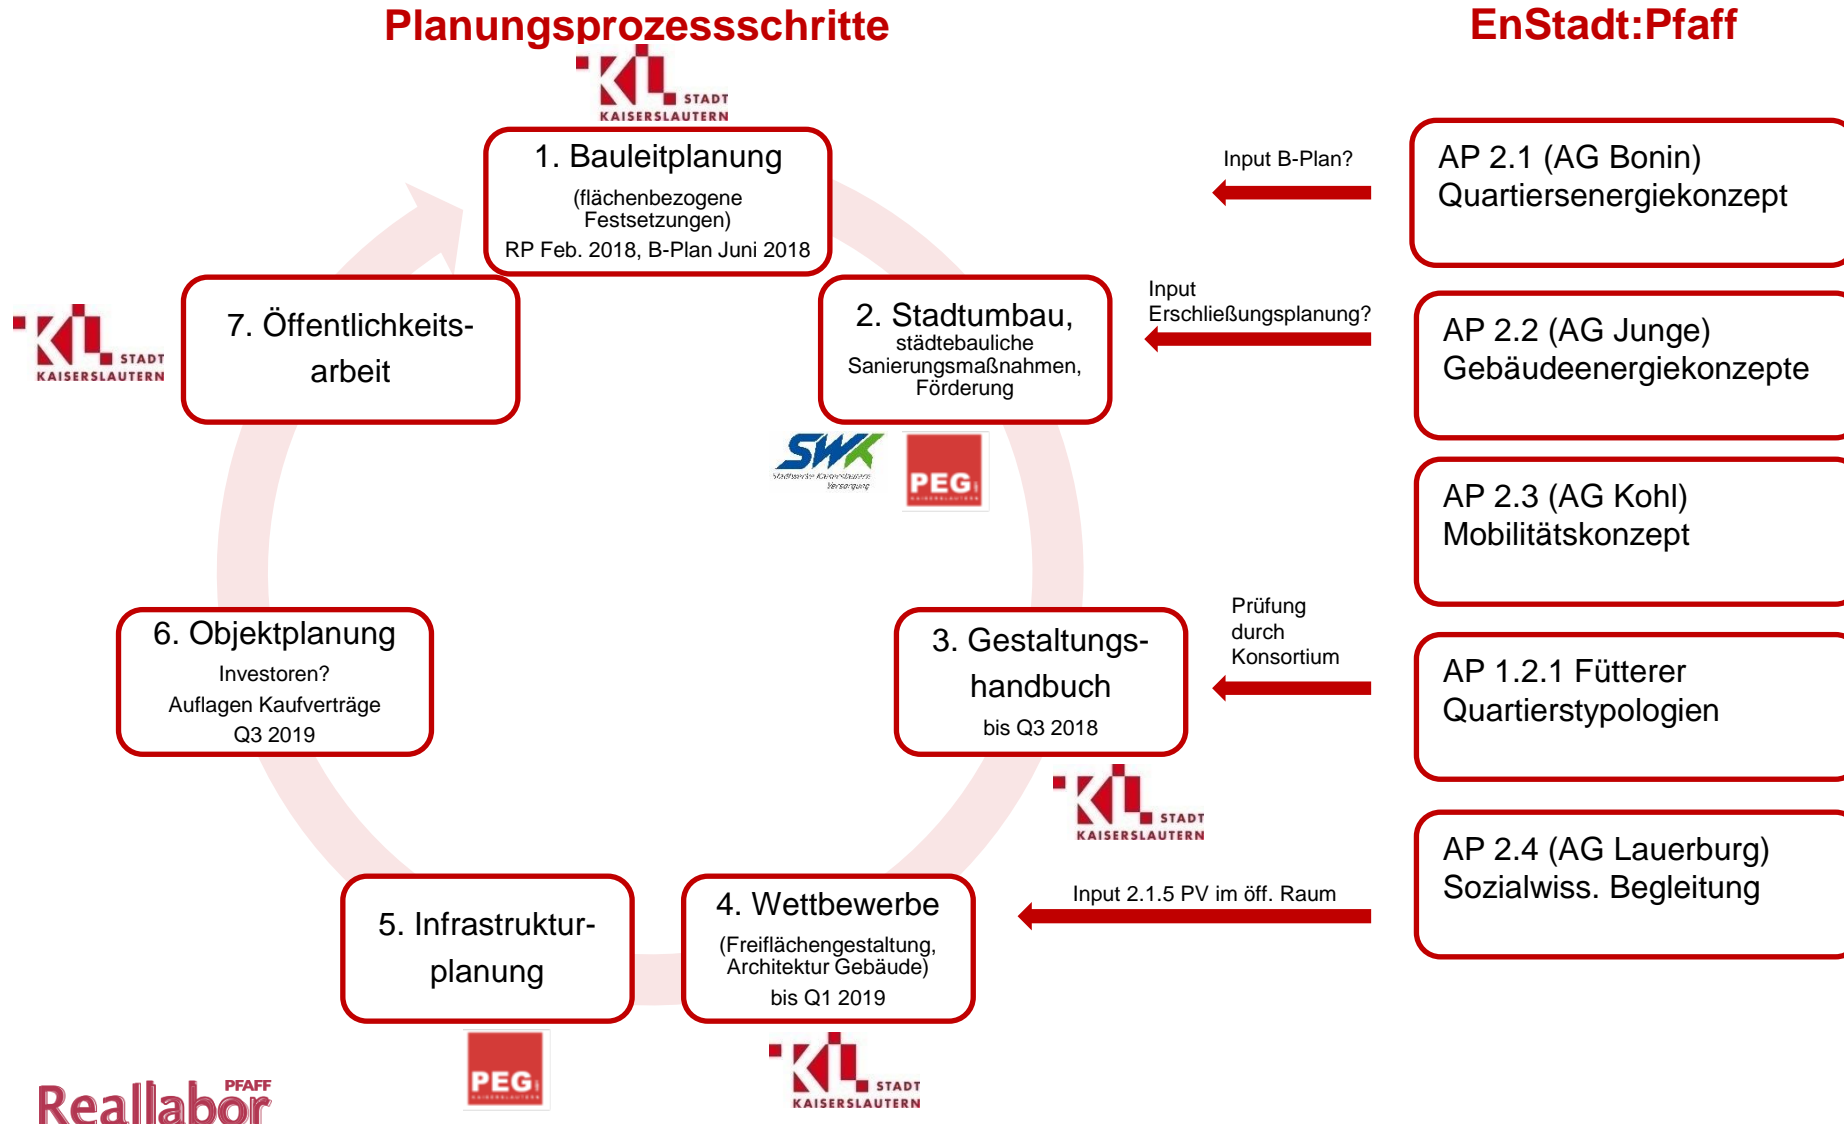 Planungsprozessschritte
EnStadt:Pfaff
STADT
KAISERSLAUTERN
1. Bauleitplanung
(flächenbezogene
Festsetzungen)
RP Feb. 2018, B-Plan Juni 2018
Input B-Plan?
AP 2.1 (AG Bonin)
Quartiersenergiekonzept
STADT
KAISERSLAUTERN
7. Öffentlichkeits-
arbeit
2. Stadtumbau,
städtebauliche
Sanierungsmaßnahmen,
Förderung
Input
Erschließungsplanung?
AP 2.2 (AG Junge)
Gebäudeenergiekonzepte
SWK
Stadtwerke Kaiserslautern
Versorgung
PEG
KAISERSLAUTERN
AP 2.3 (AG Kohl)
Mobilitätskonzept
6. Objektplanung
Investoren?
Auflagen Kaufverträge
Q3 2019
3. Gestaltungs-
handbuch
bis Q3 2018
Prüfung
durch
Konsortium
AP 1.2.1 Fütterer
Quartierstypologien
STADT
KAISERSLAUTERN
5. Infrastruktur-
planung
4. Wettbewerbe
(Freiflächengestaltung,
Architektur Gebäude)
bis Q1 2019
Input 2.1.5 PV im öff. Raum
AP 2.4 (AG Lauerburg)
Sozialwiss. Begleitung
PEG
KAISERSLAUTERN
STADT
KAISERSLAUTERN
PFAFF
Reallabor